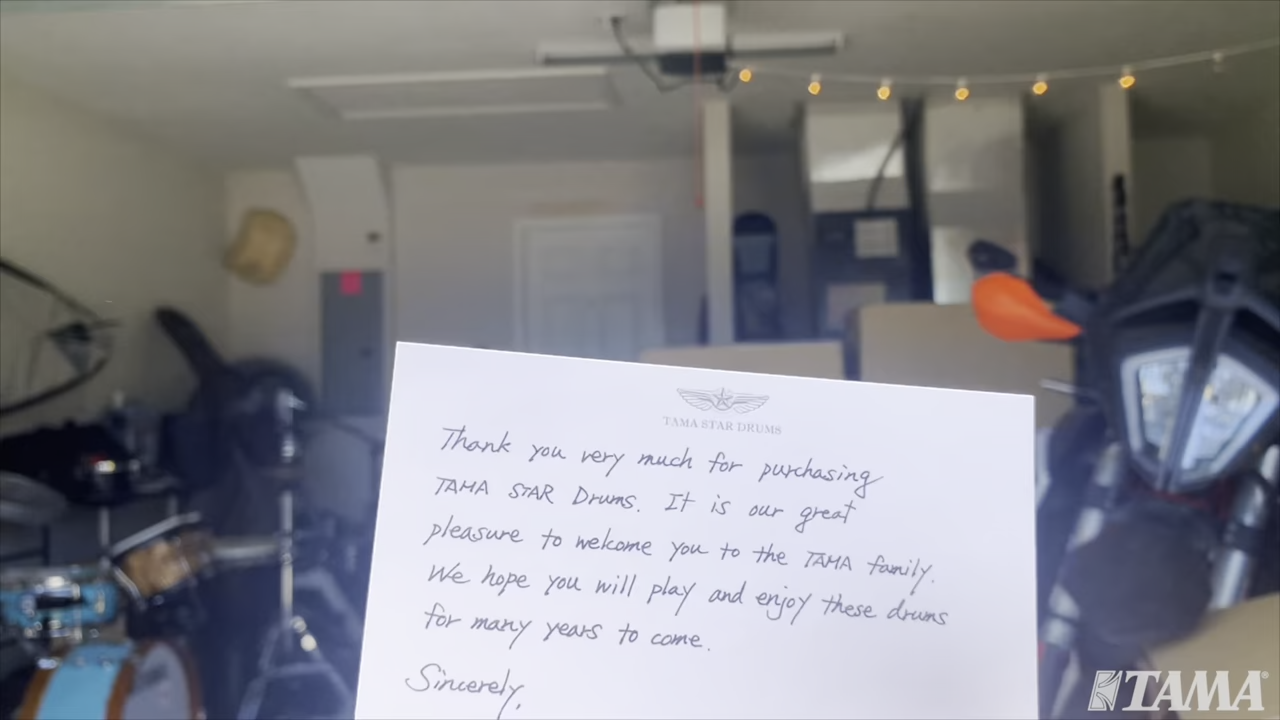 TAMA STAR DRUMS
Thank you very much for purchasing
TAMA STAR Drums. It is our great
pleasure to welcome you to the TAMA family.
We hope you will play and enjoy these drums
for many years to come.
Sincerely,
TAMA®